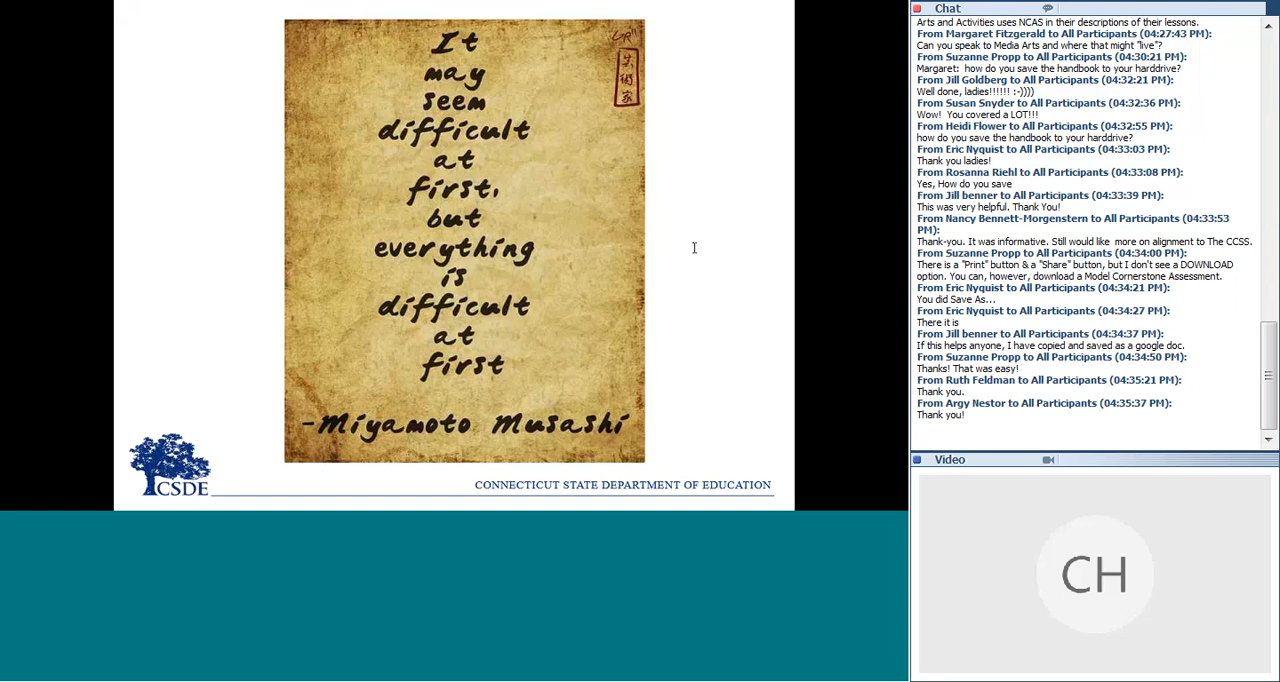 It
may
seem
difficult
at
first,
but
everything
is
difficult
at
first
-Miyamoto Musashi
美
術
家
CSDE
CONNECTICUT STATE DEPARTMENT OF EDUCATION
Chat
Arts and Activities uses NCAS in their descriptions of their lessons.
From Margaret Fitzgerald to All Participants (04:27:43 PM):
Can you speak to Media Arts and where that might "live"?
From Suzanne Propp to All Participants (04:30:21 PM):
Margaret: how do you save the handbook to your harddrive?
From Jill Goldberg to All Participants (04:32:21 PM):
Well done, ladies!!!!!! :-))))
From Susan Snyder to All Participants (04:32:36 PM):
Wow! You covered a LOT!!!
From Heidi Flower to All Participants (04:32:55 PM):
how do you save the handbook to your harddrive?
From Eric Nyquist to All Participants (04:33:03 PM):
Thank you ladies!
From Rosanna Riehl to All Participants (04:33:08 PM):
Yes, How do you save
From Jill benner to All Participants (04:33:39 PM):
This was very helpful. Thank You!
From Nancy Bennett-Morgenstern to All Participants (04:33:53
PM):
Thank-you. It was informative. Still would like more on alignment to The CCSS.
From Suzanne Propp to All Participants (04:34:00 PM):
There is a "Print" button & a "Share" button, but I don't see a DOWNLOAD
option. You can, however, download a Model Cornerstone Assessment.
From Eric Nyquist to All Participants (04:34:21 PM):
You did Save As...
From Eric Nyquist to All Participants (04:34:27 PM):
There it is
From Jill benner to All Participants (04:34:37 PM):
If this helps anyone, I have copied and saved as a google doc.
From Suzanne Propp to All Participants (04:34:50 PM):
Thanks! That was easy!
From Ruth Feldman to All Participants (04:35:21 PM):
Thank you.
From Argy Nestor to All Participants (04:35:37 PM):
Thank you!
Video
CH